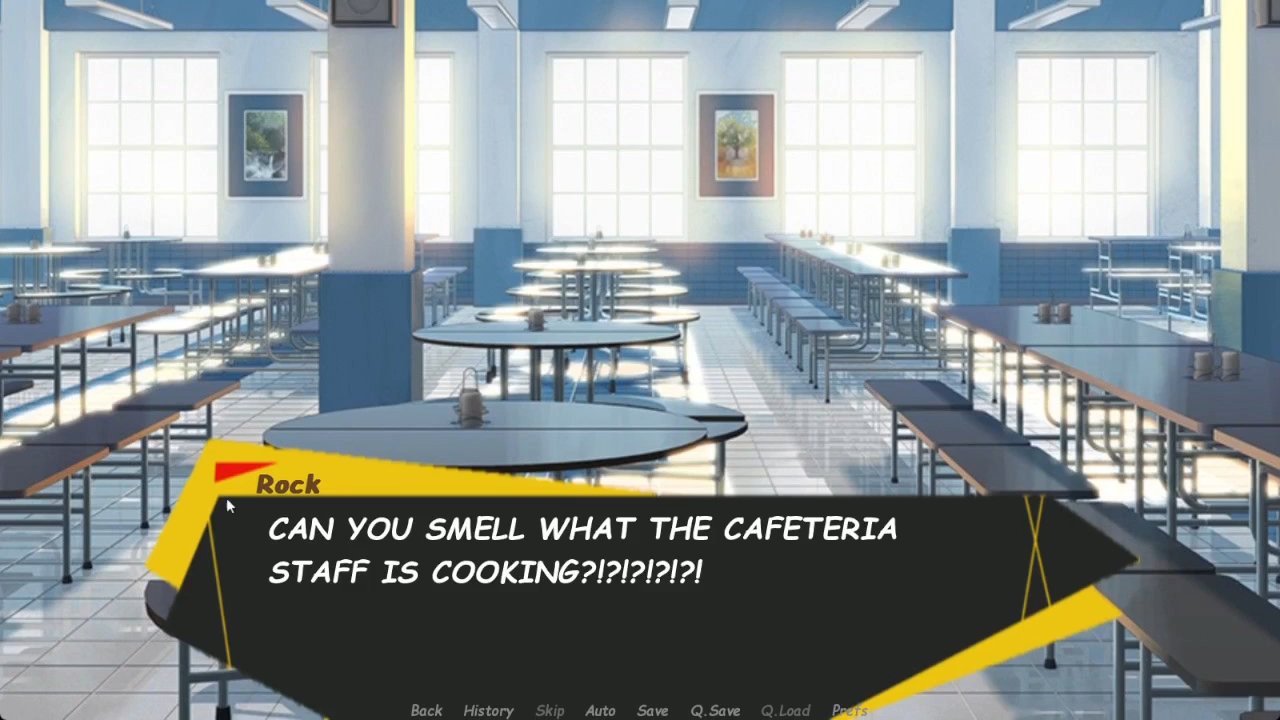 Rock
CAN YOU SMELL WHAT THE CAFETERIA
STAFF IS COOKING?!?!?!?!?!
Back History Skip Auto Save Q.Save Q.Load Prefs